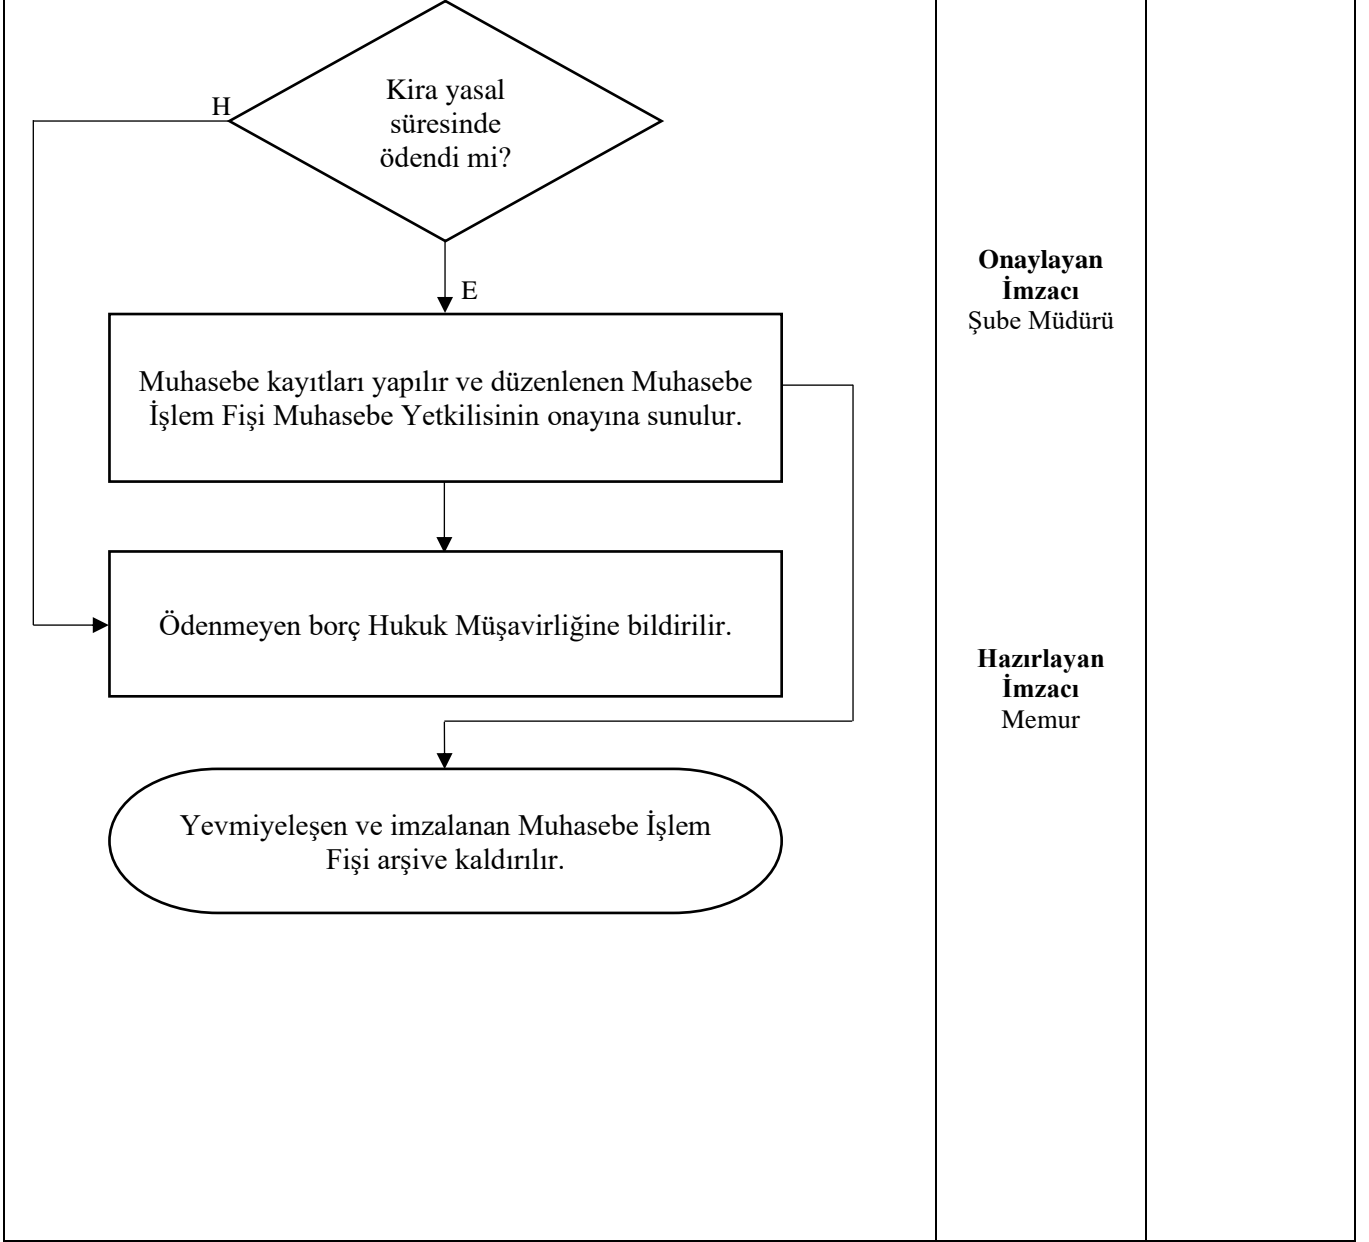 Kira yasal
süresinde
ödendi mi?
H
E
Muhasebe kayıtları yapılır ve düzenlenen Muhasebe
İşlem Fişi Muhasebe Yetkilisinin onayına sunulur.
Ödenmeyen borç Hukuk Müşavirliğine bildirilir.
Yevmiyeleşen ve imzalanan Muhasebe İşlem
Fişi arşive kaldırılır.
Onaylayan
İmzacı
Şube Müdürü
Hazırlayan
İmzacı
Memur